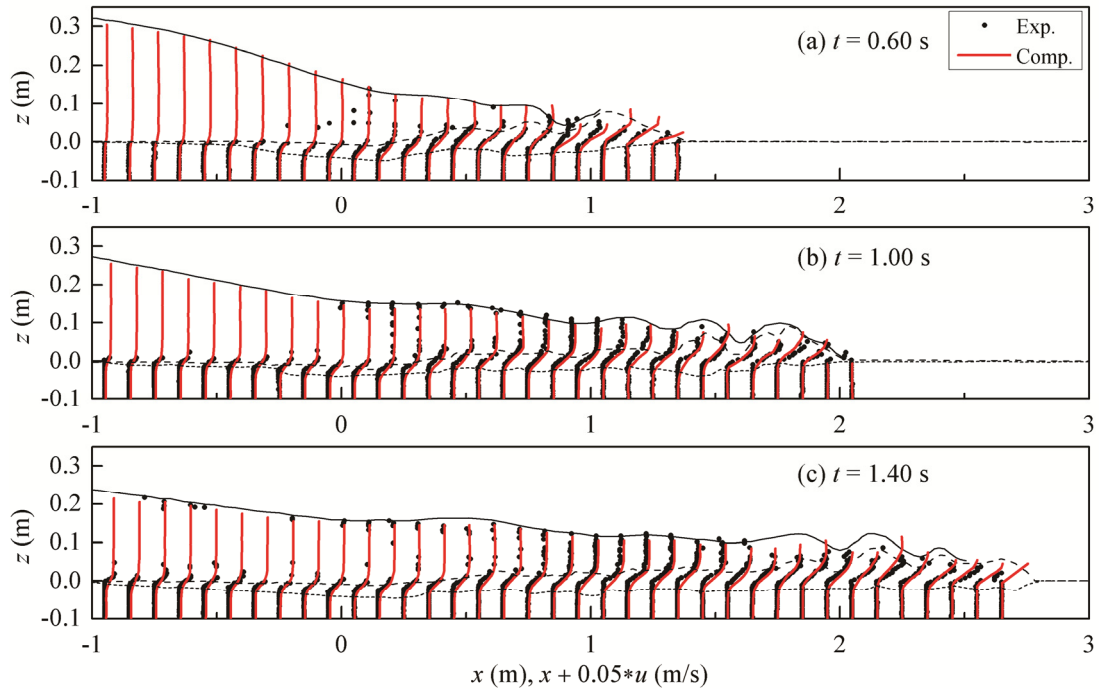 0.3
0.2
0.1
0.0
-0.1
z (m)
(a) t = 0.60 s
Exp.
Comp.
-1 0 1 2 3
0.3
0.2
0.1
0.0
-0.1
z (m)
(b) t = 1.00 s
-1 0 1 2 3
0.3
0.2
0.1
0.0
-0.1
z (m)
(c) t = 1.40 s
-1 0 1 2 3
x (m), x + 0.05*u (m/s)